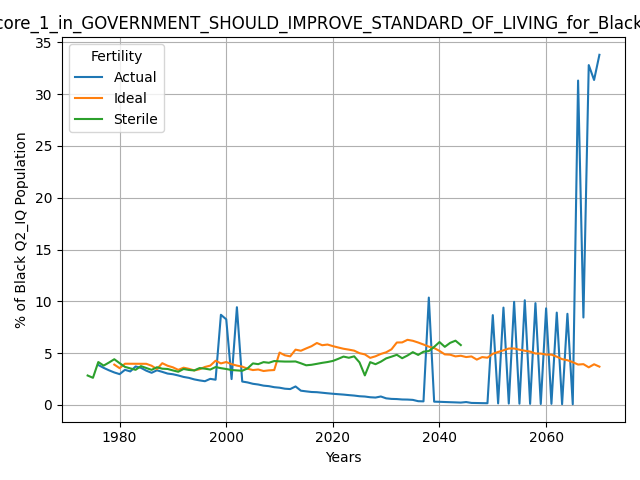 core_1_in_GOVERNMENT_SHOULD_IMPROVE_STANDARD_OF_LIVING_for_Black
35
30
25
20
15
10
5
0
% of Black Q2_IQ Population
Fertility
Actual
Ideal
Sterile
1980 2000 2020 2040 2060
Years